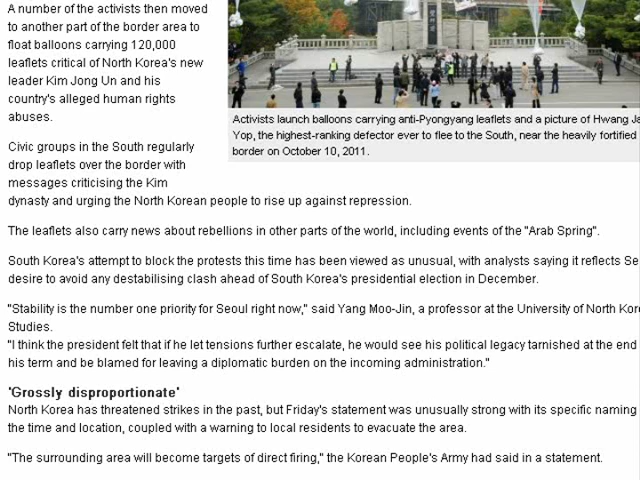 A number of the activists then moved
to another part of the border area to
float balloons carrying 120,000
leaflets critical of North Korea's new
leader Kim Jong Un and his
country's alleged human rights
abuses.
Activists launch balloons carrying anti-Pyongyang leaflets and a picture of Hwang
Yop, the highest-ranking defector ever to flee to the South, near the heavily fortified
border on October 10, 2011.
Civic groups in the South regularly
drop leaflets over the border with
messages criticising the Kim
dynasty and urging the North Korean people to rise up against repression.
The leaflets also carry news about rebellions in other parts of the world, including events of the "Arab Spring".
South Korea's attempt to block the protests this time has been viewed as unusual, with analysts saying it reflects
desire to avoid any destabilising clash ahead of South Korea's presidential election in December.
"Stability is the number one priority for Seoul right now," said Yang Moo-Jin, a professor at the University of North
Studies.
"I think the president felt that if he let tensions further escalate, he would see his political legacy tarnished at the end
his term and be blamed for leaving a diplomatic burden on the incoming administration."
'Grossly disproportionate'
North Korea has threatened strikes in the past, but Friday's statement was unusually strong with its specific naming
the time and location, coupled with a warning to local residents to evacuate the area.
"The surrounding area will become targets of direct firing," the Korean People's Army had said in a statement.